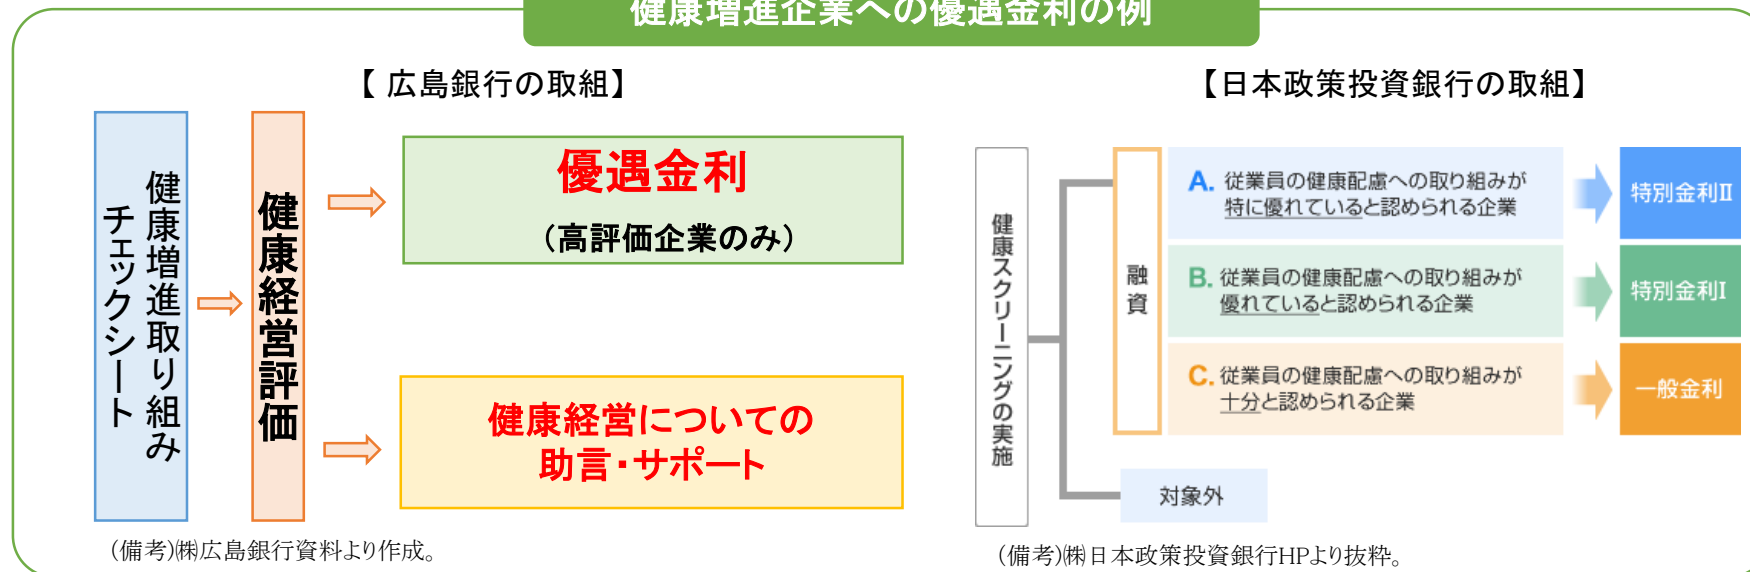 健康増進企業への優遇金利の例
【 広島銀行の取組】
健康増進取り組み
チェックシート
健康経営評価
優遇金利
（高評価企業のみ）
健康経営についての
助言・サポート
（備考）㈱広島銀行資料より作成。
【日本政策投資銀行の取組】
健康スクリーニングの実施
融資
A. 従業員の健康配慮への取り組みが
特に優れていると認められる企業
特別金利II
B. 従業員の健康配慮への取り組みが
優れていると認められる企業
特別金利I
C. 従業員の健康配慮への取り組みが
十分と認められる企業
一般金利
対象外
（備考）㈱日本政策投資銀行HPより抜粋。